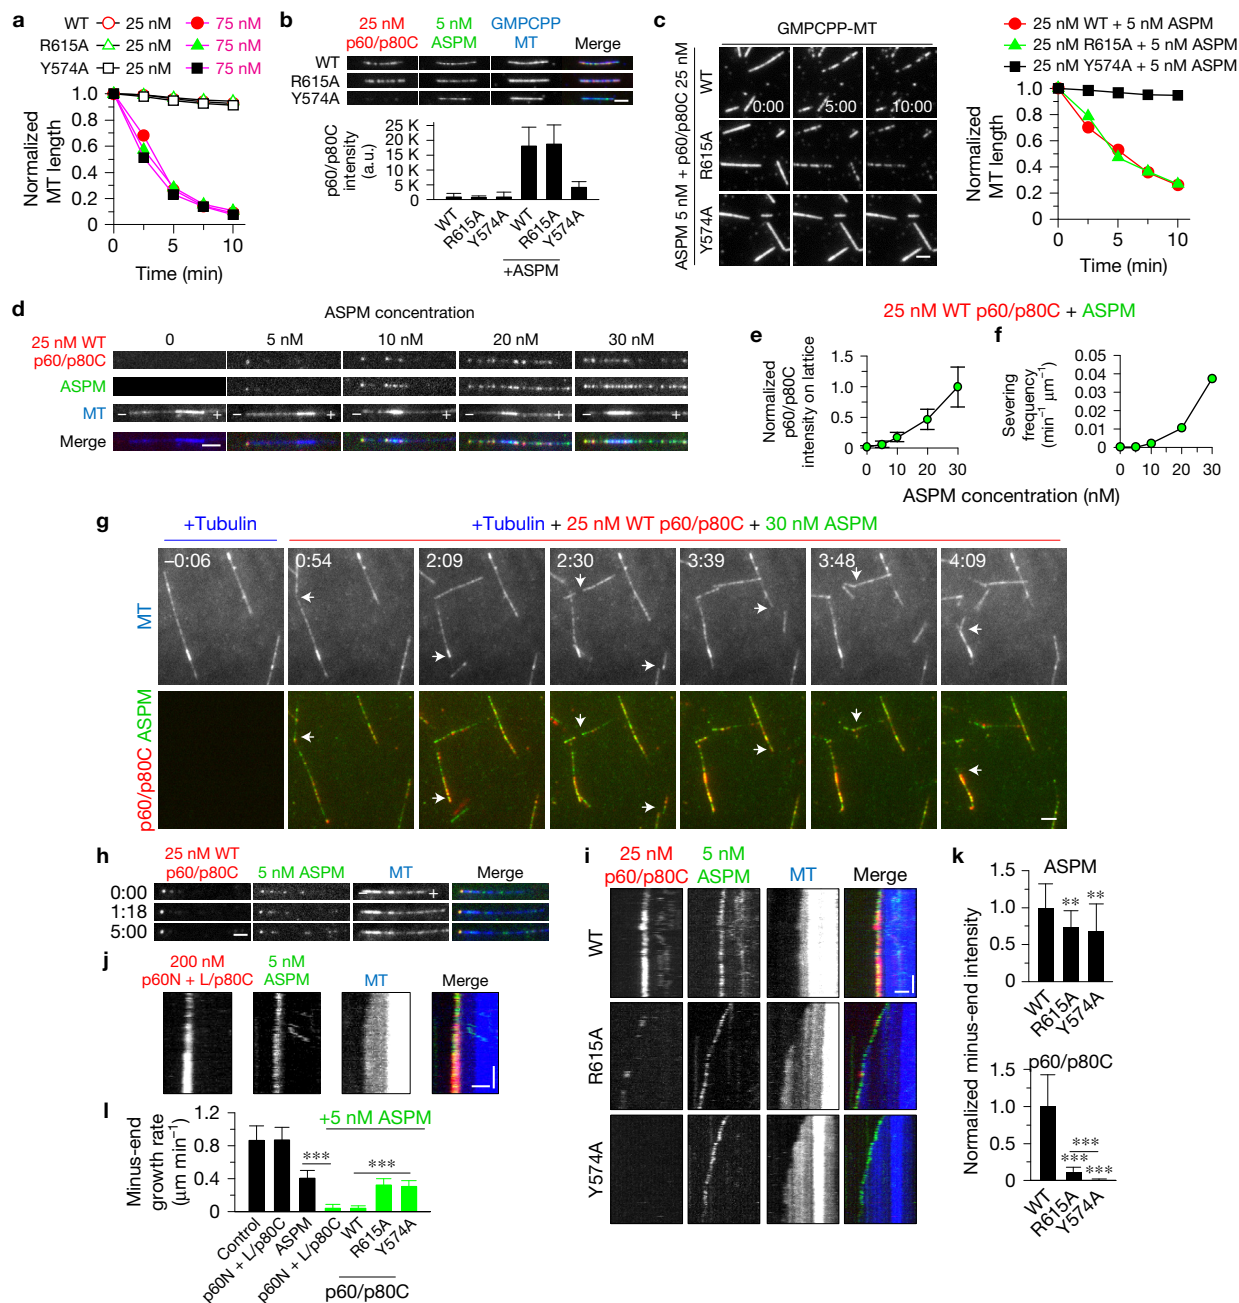 a
WT 25 nM 75 nM
R615A 25 nM 75 nM
Y574A 25 nM 75 nM
Normalized
MT length
1.0
0.8
0.6
0.4
0.2
0
0 5 10
Time (min)
b
25 nM
p60/p80C
5 nM
ASPM
GMPCPP
MT
Merge
WT
R615A
Y574A
p60/p80C
intensity
(a.u.)
25 K
20 K
15 K
10 K
5 K
0
WT
R615A
Y574A
WT
R615A
Y574A
+ASPM
c
GMPCPP-MT
ASPM 5 nM + p60/p80C 25 nM
WT
R615A
Y574A
0:00 5:00 10:00
25 nM WT + 5 nM ASPM
25 nM R615A + 5 nM ASPM
25 nM Y574A + 5 nM ASPM
Normalized
MT length
1.0
0.8
0.6
0.4
0.2
0
0 5 10
Time (min)
d
ASPM concentration
25 nM WT
p60/p80C
0 5 nM 10 nM 20 nM 30 nM
ASPM
MT
− + − + − + − + − +
Merge
25 nM WT p60/p80C + ASPM
e
Normalized
p60/p80C
intensity on lattice
1.5
1.0
0.5
0
0 10 20 30
f
Severing
frequency
(min−1 μm−1)
0.05
0.04
0.03
0.02
0.01
0
0 10 20 30
ASPM concentration (nM)
g
+Tubulin
+Tubulin + 25 nM WT p60/p80C + 30 nM ASPM
MT
−0:06 0:54 2:09 2:30 3:39 3:48 4:09
p60/p80C ASPM
h
25 nM WT
p60/p80C
5 nM ASPM
MT
Merge
0:00
+
1:18
5:00
i
25 nM
p60/p80C
5 nM
ASPM
MT
Merge
WT
R615A
Y574A
j
200 nM
p60N + L/p80C
5 nM
ASPM
MT
Merge
k
Normalized minus-end intensity
ASPM
1.5
1.0
0.5
0
** **
WT
R615A
Y574A
p60/p80C
1.5
1.0
0.5
0
***
*** ***
WT
R615A
Y574A
l
+5 nM ASPM
Minus-end
growth rate
(μm min−1)
1.2
0.8
0.4
0
*** ***
Control
p60N + L/p80C
ASPM
p60N + L/p80C
WT
R615A
Y574A
p60/p80C